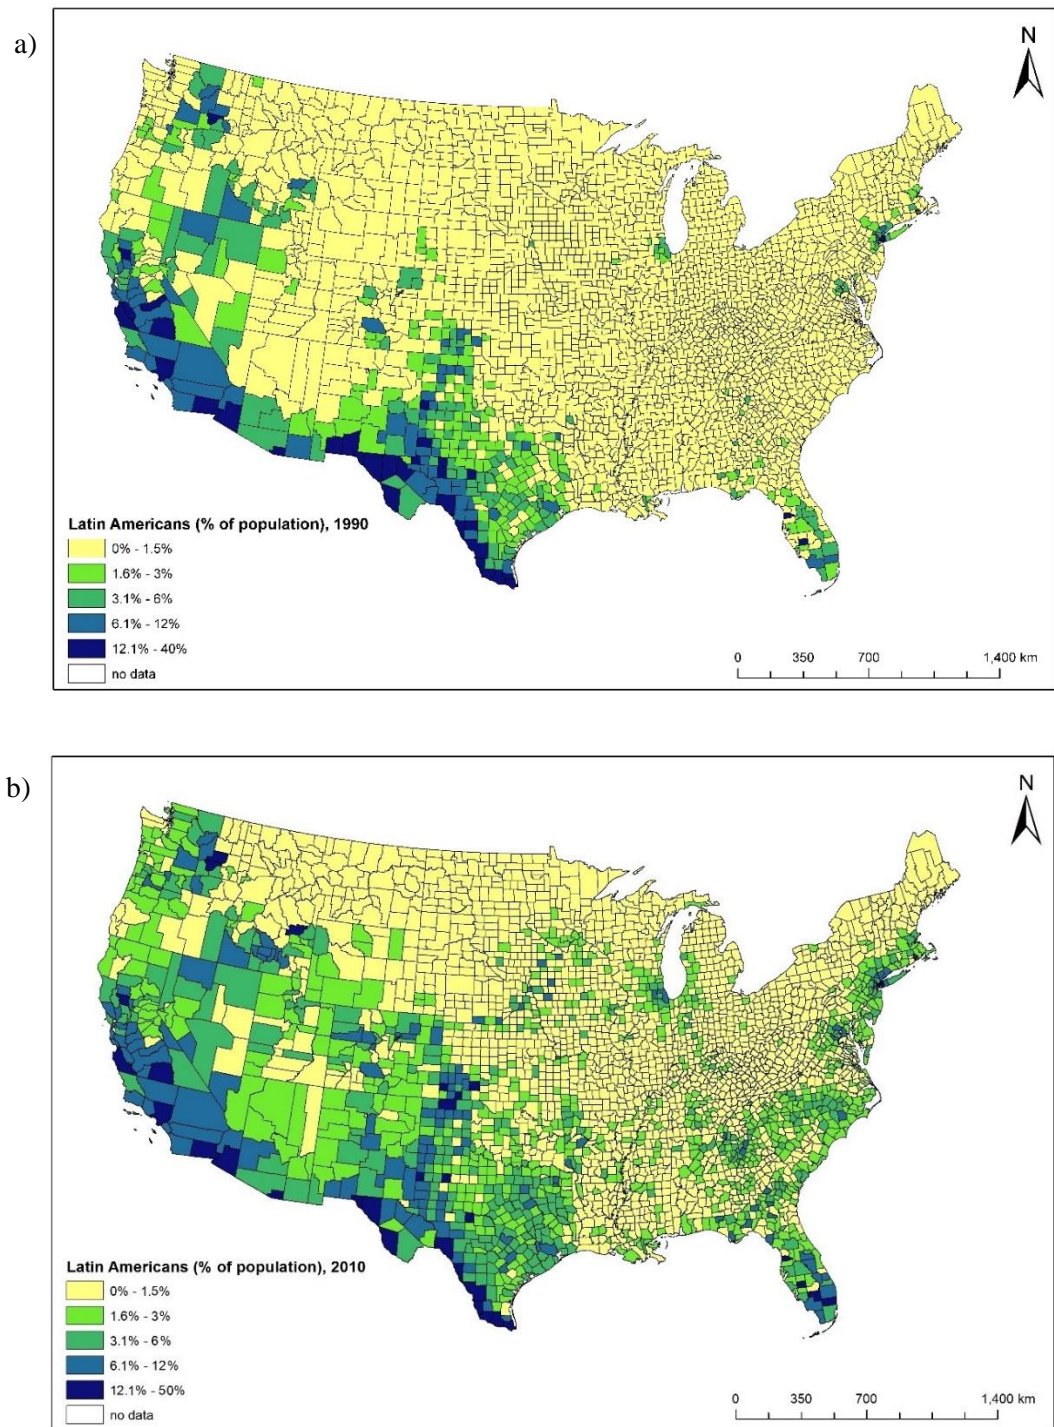 a)
N
Latin Americans (% of population), 1990
0% - 1.5%
1.6% - 3%
3.1% - 6%
6.1% - 12%
12.1% - 40%
no data
0 350 700 1,400 km
b)
N
Latin Americans (% of population), 2010
0% - 1.5%
1.6% - 3%
3.1% - 6%
6.1% - 12%
12.1% - 50%
no data
0 350 700 1,400 km